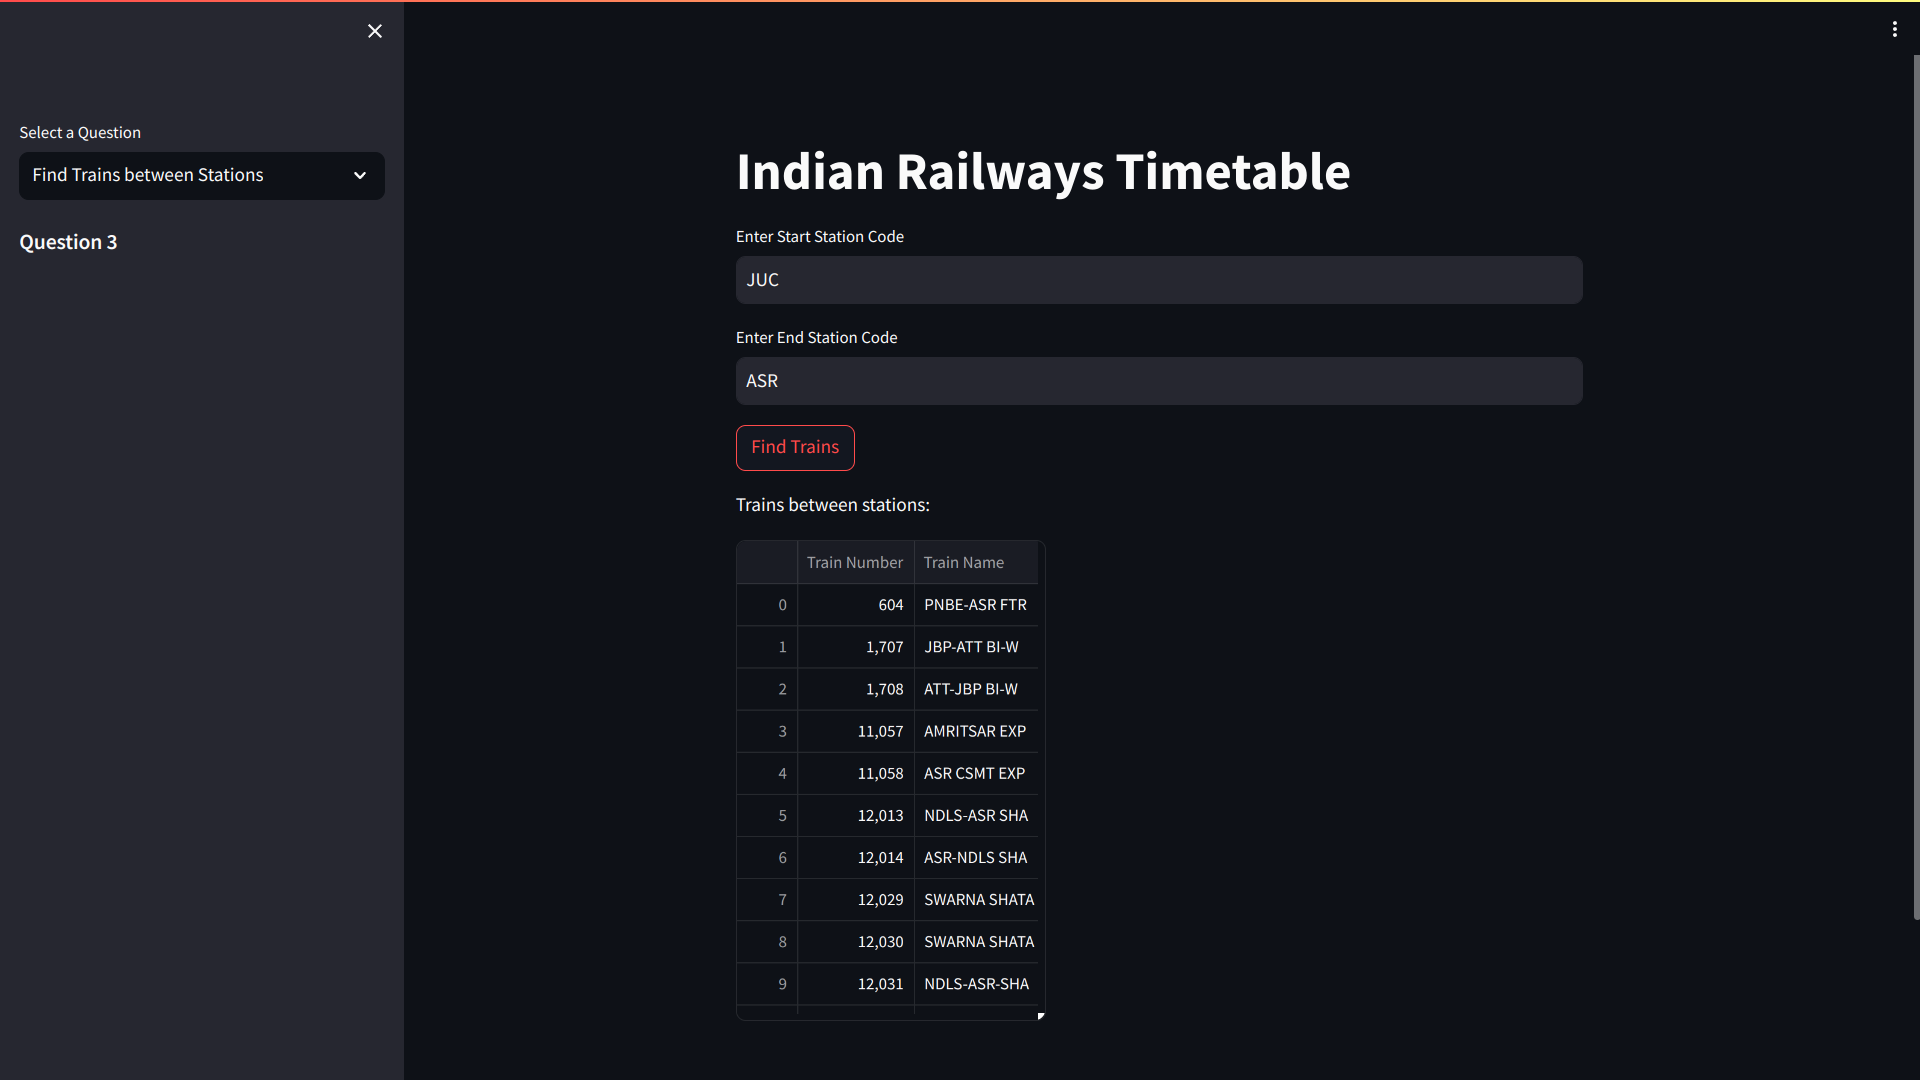 Select a Question
Find Trains between Stations
Question 3
Indian Railways Timetable
Enter Start Station Code
JUC
Enter End Station Code
ASR
Find Trains
Trains between stations:
Train Number Train Name
0 604 PNBE-ASR FTR
1 1,707 JBP-ATT BI-W
2 1,708 ATT-JBP BI-W
3 11,057 AMRITSAR EXP
4 11,058 ASR CSMT EXP
5 12,013 NDLS-ASR SHA
6 12,014 ASR-NDLS SHA
7 12,029 SWARNA SHATA
8 12,030 SWARNA SHATA
9 12,031 NDLS-ASR-SHA